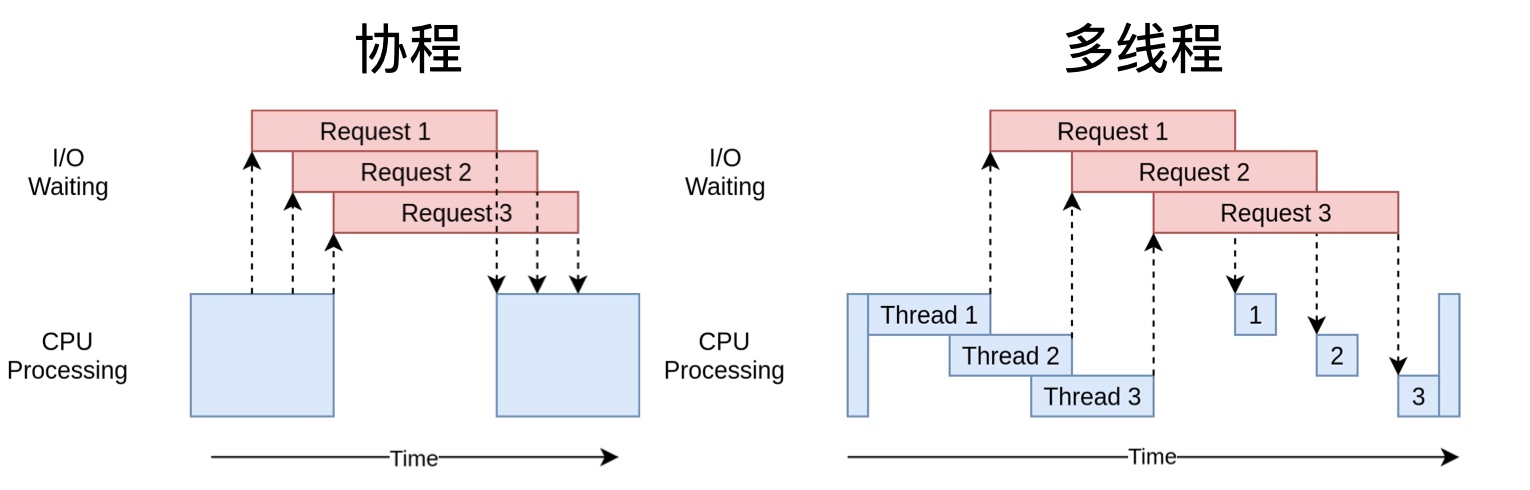 协程
I/O
Waiting
Request 1
Request 2
Request 3
CPU
Processing
Time
多线程
I/O
Waiting
Request 1
Request 2
Request 3
CPU
Processing
Thread 1
Thread 2
Thread 3
1
2
3
Time